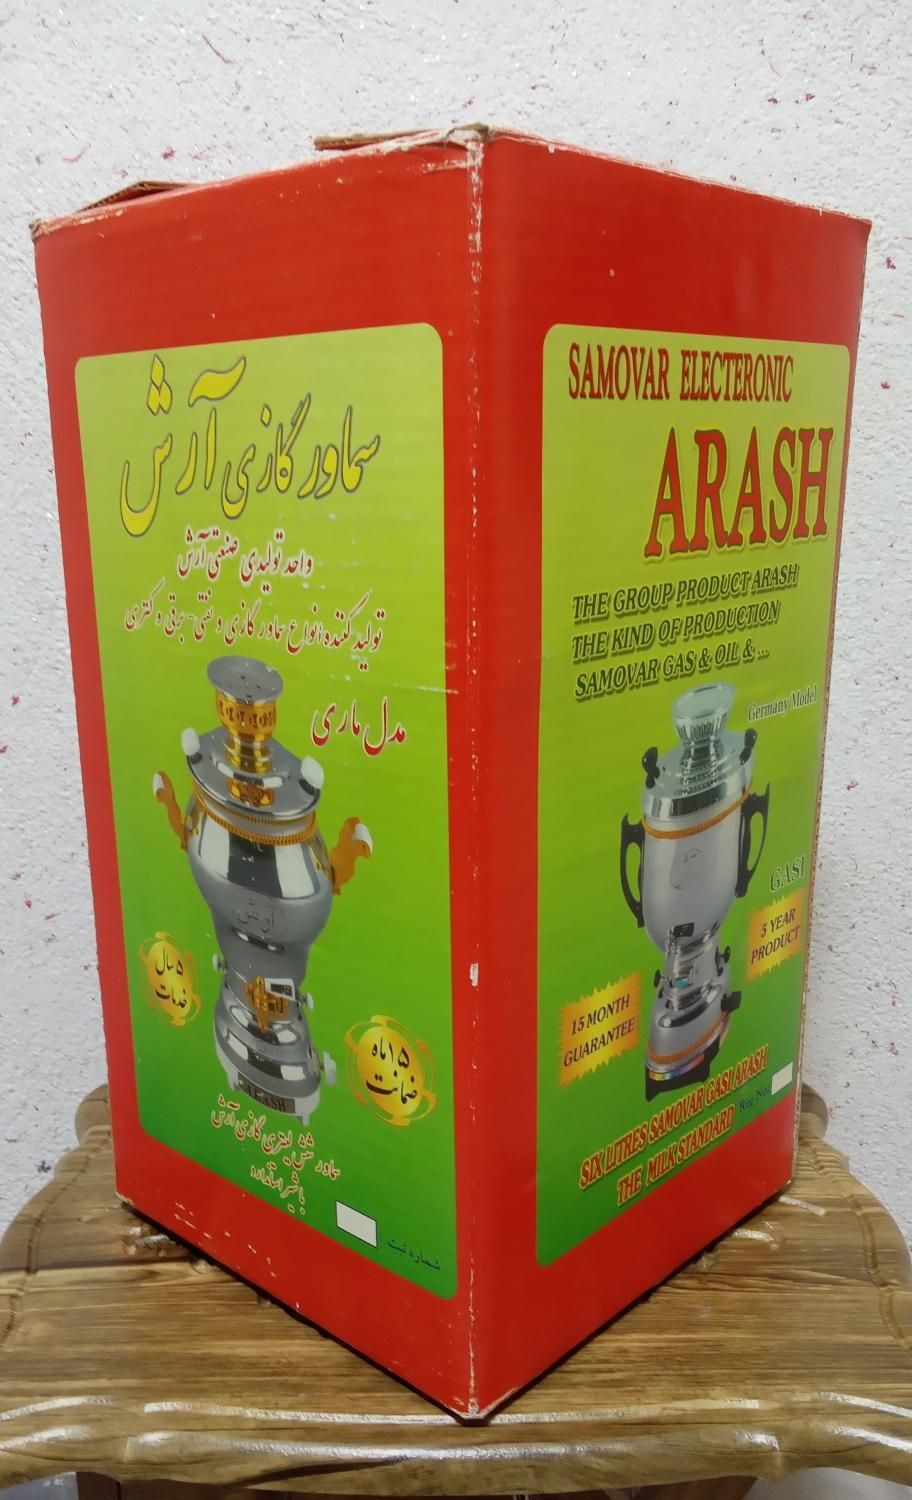 سماور گازی آرش
واحد تولیدی صنعتی آرش
تولید کننده انواع سماور گازی و نفتی - برقی و کتری
مدل ماری
آرش
۵ سال
خدمات
۱۵ ماه
ضمانت
ARASH
سماور شش لیتری گازی آرش
با شیر استاندارد
شماره ثبت :
SAMOVAR ELECTERONIC
ARASH
THE GROUP PRODUCT ARASH
THE KIND OF PRODUCTION
SAMOVAR GAS & OIL & ...
Germany Model
GASI
5 YEAR
PRODUCT
15 MONTH
GUARANTEE
SIX LITRES SAMOVAR GASI ARASH
THE MILK STANDARD
Reg. No: